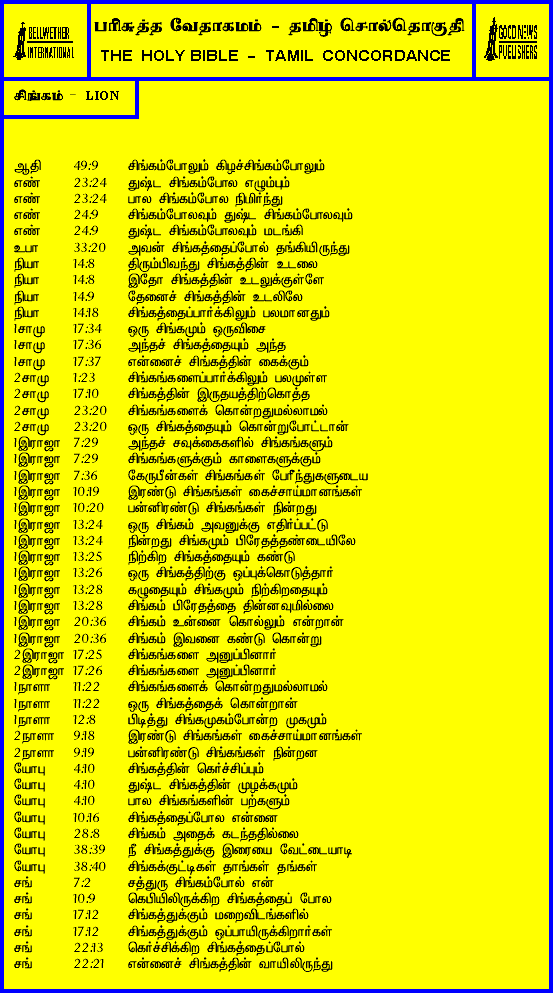 BELLWETHER INTERNATIONAL
பரிசுத்த வேதாகமம் - தமிழ் சொல்தொகுதி
THE HOLY BIBLE - TAMIL CONCORDANCE
GOOD NEWS PUBLISHERS
சிங்கம் - LION
ஆதி 49:9 சிங்கம்போலும் கிழச்சிங்கம்போலும்
எண் 23:24 துஷ்ட சிங்கம்போல எழும்பும்
எண் 23:24 பால சிங்கம்போல நிமிர்ந்து
எண் 24:9 சிங்கம்போலவும் துஷ்ட சிங்கம்போலவும்
எண் 24:9 துஷ்ட சிங்கம்போலவும் மடங்கி
உபா 33:20 அவன் சிங்கத்தைப்போல் தங்கியிருந்து
நியா 14:8 திரும்பிவந்து சிங்கத்தின் உடலை
நியா 14:8 இதோ சிங்கத்தின் உடலுக்குள்ளே
நியா 14:9 தேனைச் சிங்கத்தின் உடலிலே
நியா 14:18 சிங்கத்தைப்பார்க்கிலும் பலமானதும்
1சாமு 17:34 ஒரு சிங்கமும் ஒருவிசை
1சாமு 17:36 அந்தச் சிங்கத்தையும் அந்த
1சாமு 17:37 என்னைச் சிங்கத்தின் கைக்கும்
2சாமு 1:23 சிங்கங்களைப்பார்க்கிலும் பலமுள்ள
2சாமு 17:10 சிங்கத்தின் இருதயத்திற்கொத்த
2சாமு 23:20 சிங்கங்களைக் கொன்றதுமல்லாமல்
2சாமு 23:20 ஒரு சிங்கத்தையும் கொன்றுபோட்டான்
1இராஜா 7:29 அந்தச் சவுக்கைகளில் சிங்கங்களும்
1இராஜா 7:29 சிங்கங்களுக்கும் காளைகளுக்கும்
1இராஜா 7:36 கேருபீன்கள் சிங்கங்கள் பேரீந்துகளுடைய
1இராஜா 10:19 இரண்டு சிங்கங்கள் கைச்சாய்மானங்கள்
1இராஜா 10:20 பன்னிரண்டு சிங்கங்கள் நின்றது
1இராஜா 13:24 ஒரு சிங்கம் அவனுக்கு எதிர்ப்பட்டு
1இராஜா 13:24 நின்றது சிங்கமும் பிரேதத்தண்டையிலே
1இராஜா 13:25 நிற்கிற சிங்கத்தையும் கண்டு
1இராஜா 13:26 ஒரு சிங்கத்திற்கு ஒப்புக்கொடுத்தார்
1இராஜா 13:28 கழுதையும் சிங்கமும் நிற்கிறதையும்
1இராஜா 13:28 சிங்கம் பிரேதத்தை தின்னவுமில்லை
1இராஜா 20:36 சிங்கம் உன்னை கொல்லும் என்றான்
1இராஜா 20:36 சிங்கம் இவனை கண்டு கொன்று
2இராஜா 17:25 சிங்கங்களை அனுப்பினார்
2இராஜா 17:26 சிங்கங்களை அனுப்பினார்
1நாளா 11:22 சிங்கங்களைக் கொன்றதுமல்லாமல்
1நாளா 11:22 ஒரு சிங்கத்தைக் கொன்றான்
1நாளா 12:8 பிடித்து சிங்கமுகம்போன்ற முகமும்
2நாளா 9:18 இரண்டு சிங்கங்கள் கைச்சாய்மானங்கள்
2நாளா 9:19 பன்னிரண்டு சிங்கங்கள் நின்றன
யோபு 4:10 சிங்கத்தின் கெர்ச்சிப்பும்
யோபு 4:10 துஷ்ட சிங்கத்தின் முழக்கமும்
யோபு 4:10 பால சிங்கங்களின் பற்களும்
யோபு 10:16 சிங்கத்தைப்போல என்னை
யோபு 28:8 சிங்கம் அதைக் கடந்ததில்லை
யோபு 38:39 நீ சிங்கத்துக்கு இரையை வேட்டையாடி
யோபு 38:40 சிங்கக்குட்டிகள் தாங்கள் தங்கள்
சங் 7:2 சத்துரு சிங்கம்போல் என்
சங் 10:9 கெபியிலிருக்கிற சிங்கத்தைப் போல
சங் 17:12 சிங்கத்துக்கும் மறைவிடங்களில்
சங் 17:12 சிங்கத்துக்கும் ஒப்பாயிருக்கிறார்கள்
சங் 22:13 கெர்ச்சிக்கிற சிங்கத்தைப்போல்
சங் 22:21 என்னைச் சிங்கத்தின் வாயிலிருந்து